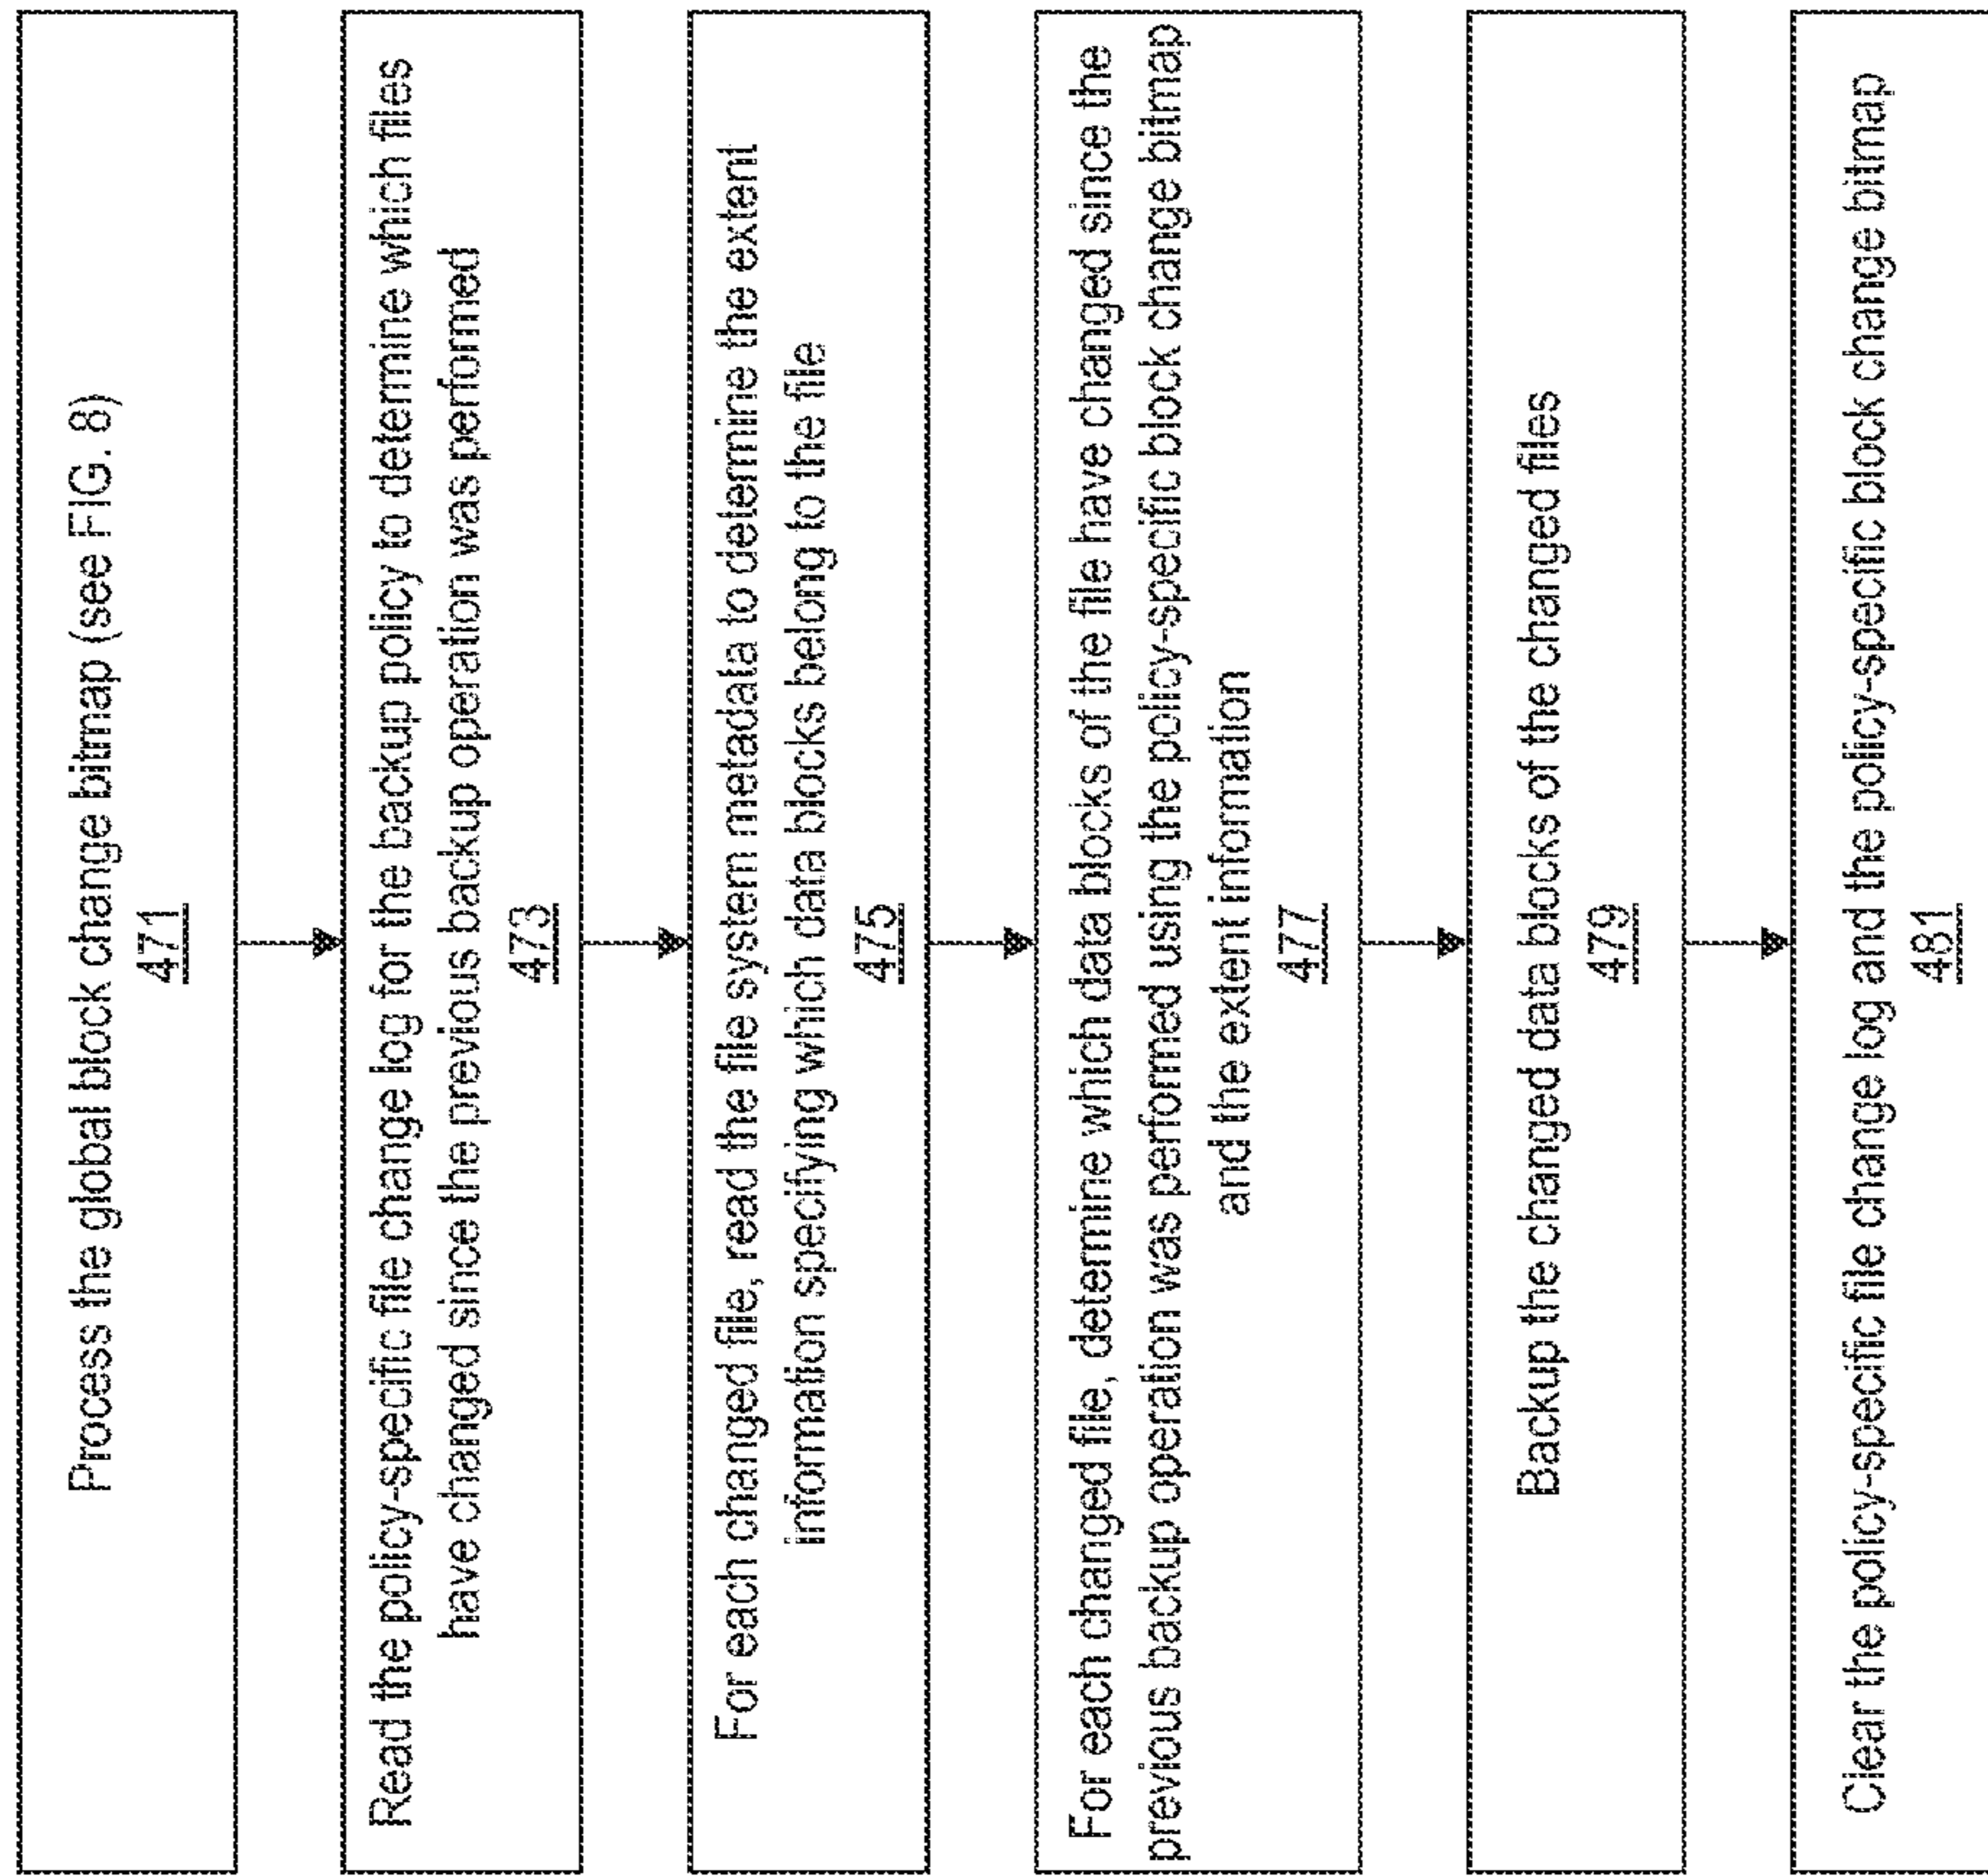 Process the global block change bitmap (see FIG. 8)
471
Read the policy-specific file change log for the backup policy to determine which files
have changed since the previous backup operation was performed
473
For each changed file, read the file system metadata to determine the extent
information specifying which data blocks belong to the file
475
For each changed file, determine which data blocks of the file have changed since the
previous backup operation was performed using the policy-specific block change bitmap
and the extent information
477
Backup the changed data blocks of the changed files
479
Clear the policy-specific file change log and the policy-specific block change bitmap
481